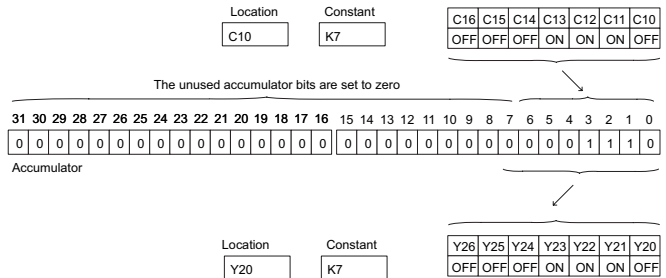 Location Constant C16 C15 C14 C13 C12 C11 C10
C10 K7 OFF OFF OFF ON ON ON OFF
The unused accumulator bits are set to zero
31 30 29 28 27 26 25 24 23 22 21 20 19 18 17 16 15 14 13 12 11 10 9 8 7 6 5 4 3 2 1 0
0 0 0 0 0 0 0 0 0 0 0 0 0 0 0 0 0 0 0 0 0 0 0 0 0 0 0 0 1 1 1 0
Accumulator
Location Constant Y26 Y25 Y24 Y23 Y22 Y21 Y20
Y20 K7 OFF OFF OFF ON ON ON OFF